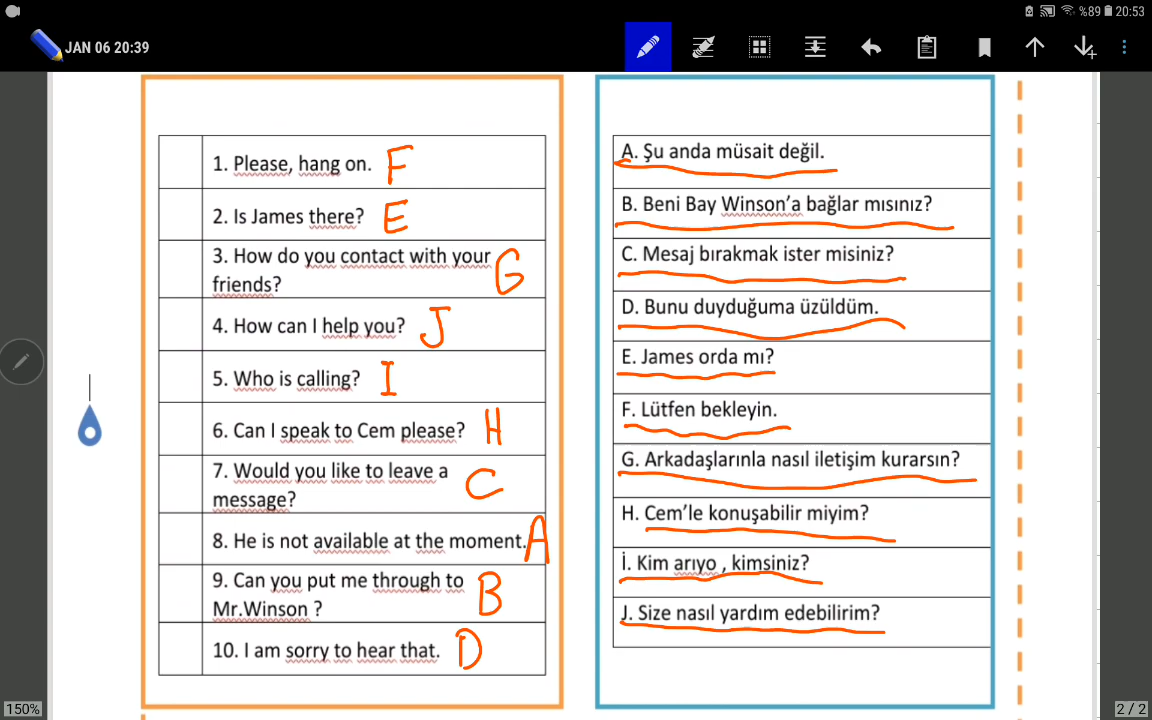 %89 20:53
JAN 06 20:39
1. Please, hang on. F
2. Is James there? E
3. How do you contact with your G
friends?
4. How can I help you? J
5. Who is calling? I
6. Can I speak to Cem please? H
7. Would you like to leave a C
message?
8. He is not available at the moment. A
9. Can you put me through to B
Mr.Winson ?
10. I am sorry to hear that. D
A. Şu anda müsait değil.
B. Beni Bay Winson'a bağlar mısınız?
C. Mesaj bırakmak ister misiniz?
D. Bunu duyduğuma üzüldüm.
E. James orda mı?
F. Lütfen bekleyin.
G. Arkadaşlarınla nasıl iletişim kurarsın?
H. Cem'le konuşabilir miyim?
İ. Kim arıyo , kimsiniz?
J. Size nasıl yardım edebilirim?
150%
2 / 2